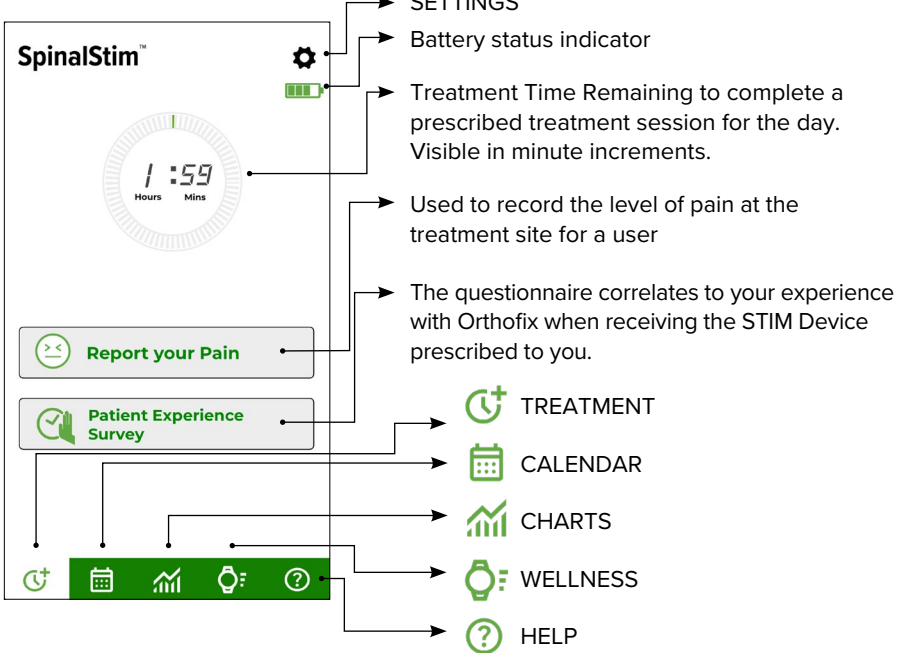 SETTINGS
SpinalStim™
Battery status indicator
Treatment Time Remaining to complete a
prescribed treatment session for the day.
Visible in minute increments.
1 :59
Hours Mins
Used to record the level of pain at the
treatment site for a user
The questionnaire correlates to your experience
with Orthofix when receiving the STIM Device
prescribed to you.
Report your Pain
Patient Experience
Survey
TREATMENT
CALENDAR
CHARTS
WELLNESS
HELP